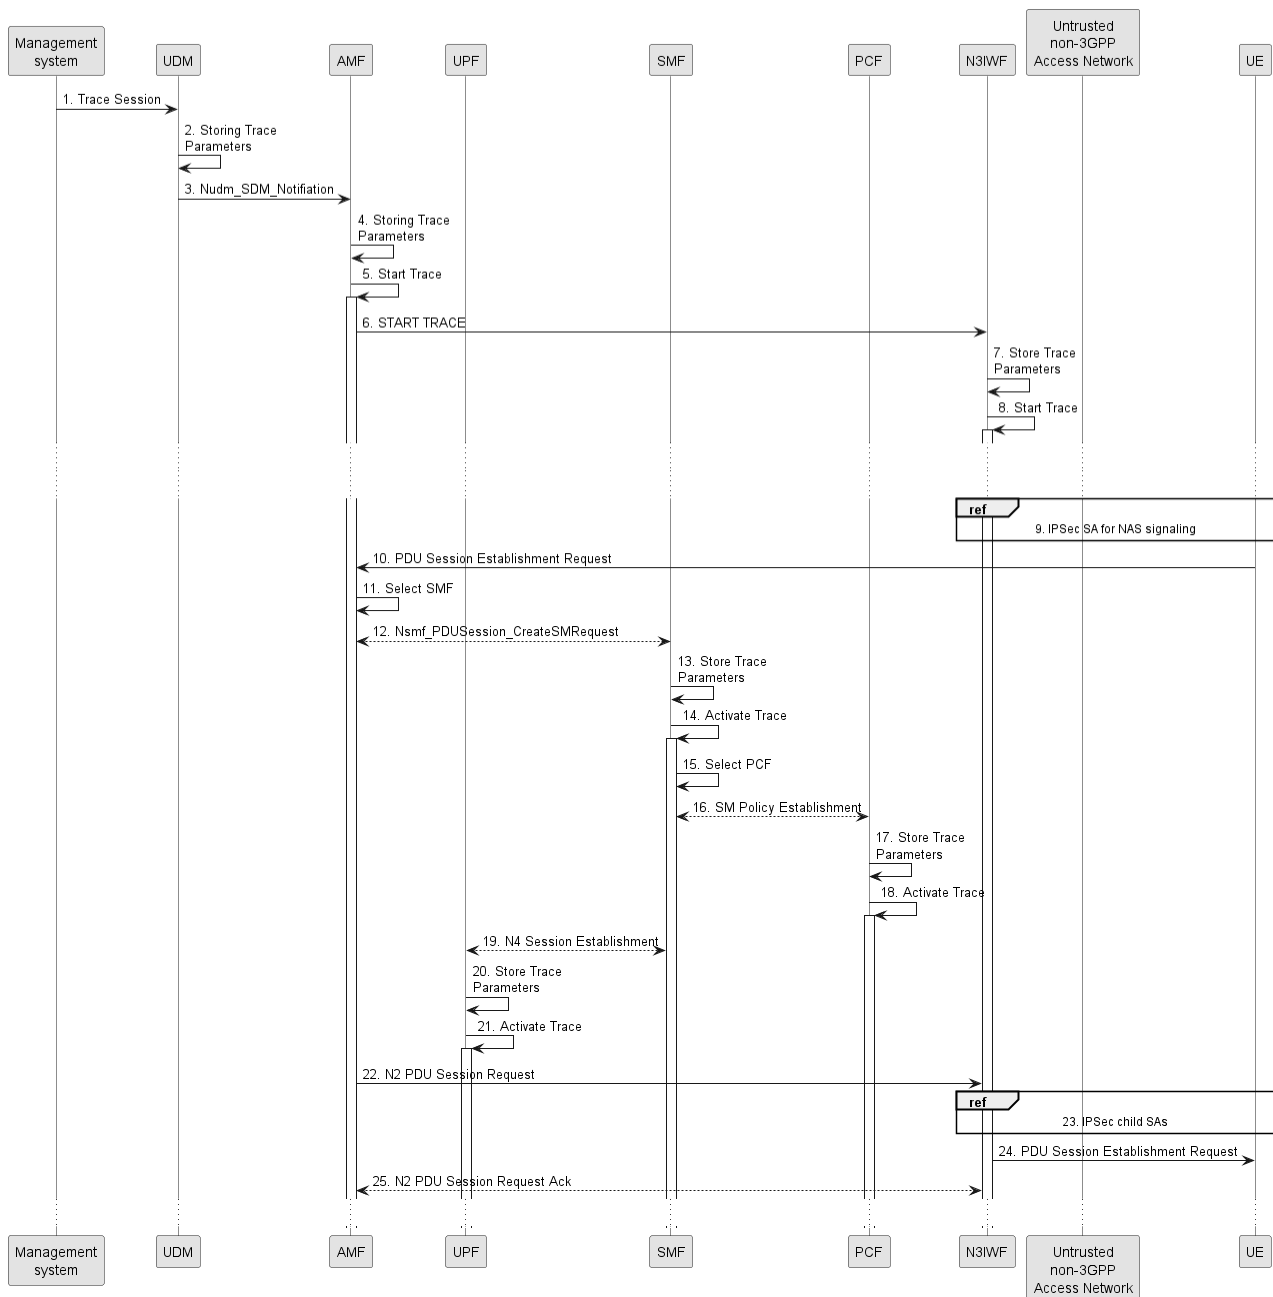 Management
system
UDM
AMF
UPF
SMF
PCF
N3IWF
Untrusted
non-3GPP
Access Network
UE
1. Trace Session
2. Storing Trace
Parameters
3. Nudm_SDM_Notifiation
4. Storing Trace
Parameters
5. Start Trace
6. START TRACE
7. Store Trace
Parameters
8. Start Trace
ref
9. IPSec SA for NAS signaling
10. PDU Session Establishment Request
11. Select SMF
12. Nsmf_PDUSession_CreateSMRequest
13. Store Trace
Parameters
14. Activate Trace
15. Select PCF
16. SM Policy Establishment
17. Store Trace
Parameters
18. Activate Trace
19. N4 Session Establishment
20. Store Trace
Parameters
21. Activate Trace
22. N2 PDU Session Request
ref
23. IPSec child SAs
24. PDU Session Establishment Request
25. N2 PDU Session Request Ack
Management
system
UDM
AMF
UPF
SMF
PCF
N3IWF
Untrusted
non-3GPP
Access Network
UE